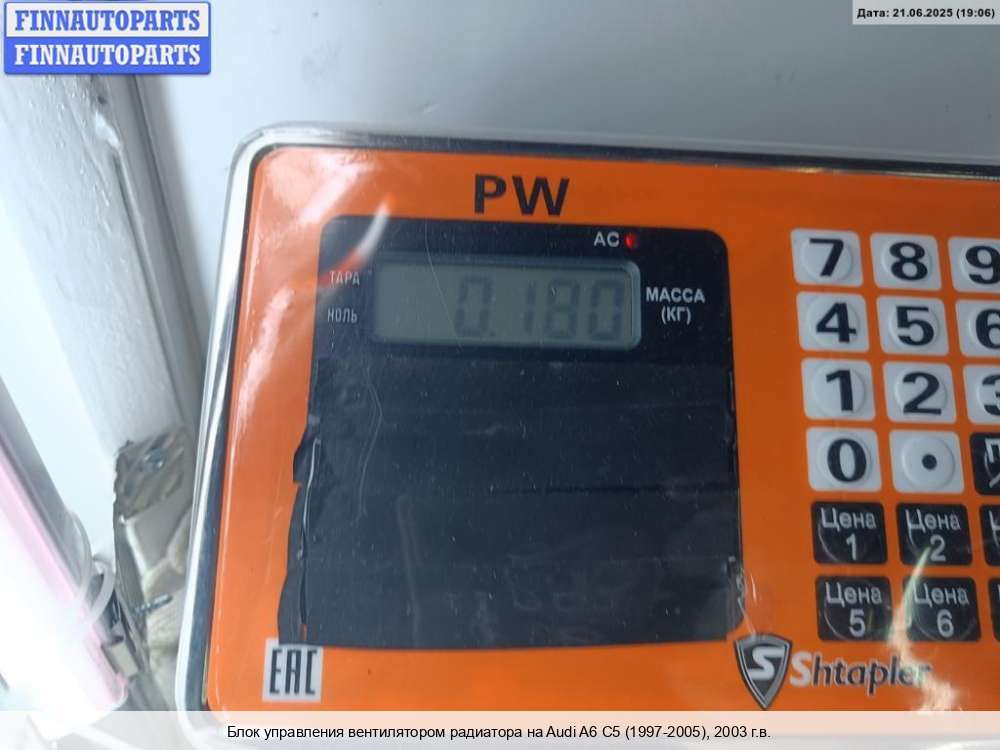 FINNAUTOPARTS
FINNAUTOPARTS
Дата: 21.06.2025 (19:06)
PW
AC
ТАРА
НОЛЬ
0.180
МАССА
(КГ)
7 8 9
4 5 6
1 2 3
0 .
Цена
1
Цена
2
Цена
5
Цена
6
EAC
S Shtapler
Блок управления вентилятором радиатора на Audi A6 C5 (1997-2005), 2003 г.в.